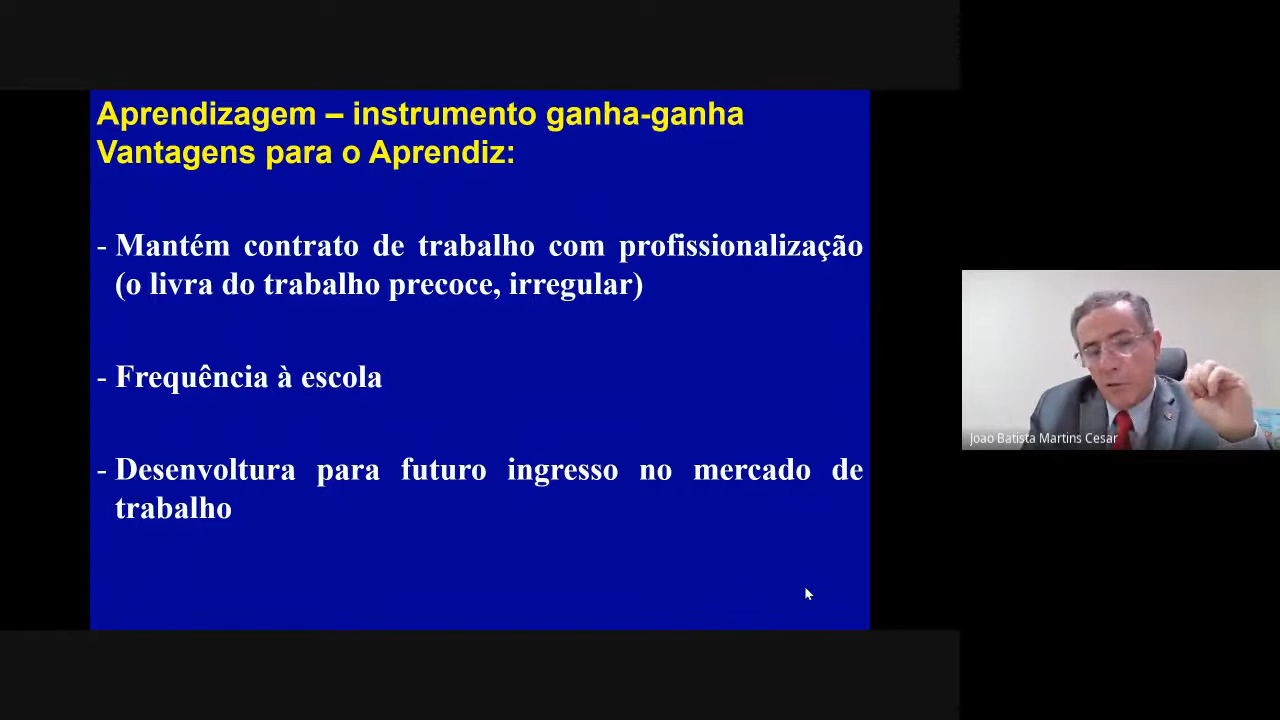 Aprendizagem – instrumento ganha-ganha
Vantagens para o Aprendiz:
- Mantém contrato de trabalho com profissionalização
(o livra do trabalho precoce, irregular)
- Frequência à escola
- Desenvoltura para futuro ingresso no mercado de
trabalho
Joao Batista Martins Cesar